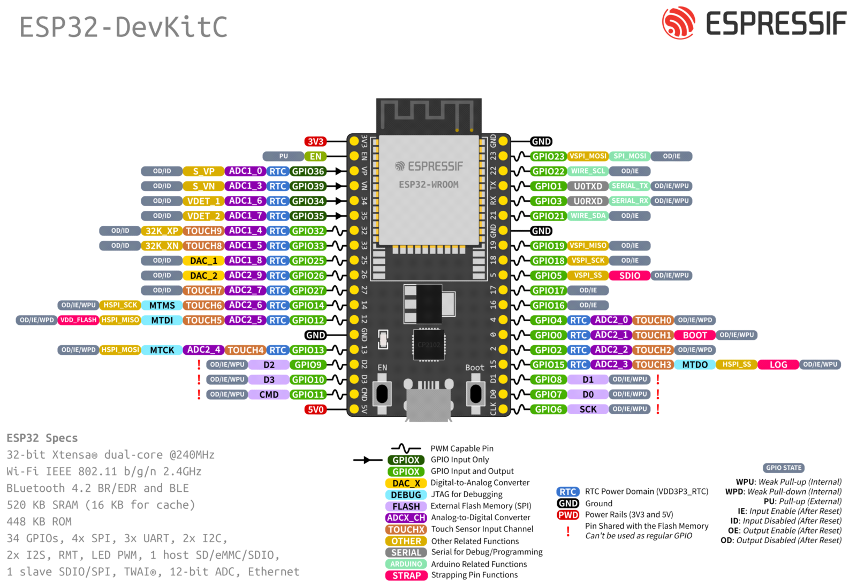 ESP32-DevKitC
ESPRESSIF
3V3 3V3 GND GND
PU EN EN 23 GPIO23 VSPI_MOSI SPI_MOSI OD/IE
OD/ID S_VP ADC1_0 RTC GPIO36 VP 22 GPIO22 WIRE_SCL OD/IE
OD/ID S_VN ADC1_3 RTC GPIO39 VN TX GPIO1 U0TXD SERIAL_TX OD/IE/WPU
OD/ID VDET_1 ADC1_6 RTC GPIO34 34 RX GPIO3 U0RXD SERIAL_RX OD/IE/WPU
OD/ID VDET_2 ADC1_7 RTC GPIO35 35 21 GPIO21 WIRE_SDA OD/IE
OD/ID 32K_XP TOUCH9 ADC1_4 RTC GPIO32 32 GND GND
OD/ID 32K_XN TOUCH8 ADC1_5 RTC GPIO33 33 19 GPIO19 VSPI_MISO OD/IE
OD/ID DAC_1 ADC1_8 RTC GPIO25 25 18 GPIO18 VSPI_SCK OD/IE
OD/ID DAC_2 ADC2_9 RTC GPIO26 26 5 GPIO5 VSPI_SS SDIO OD/IE/WPU
OD/ID TOUCH7 ADC2_7 RTC GPIO27 27 17 GPIO17 OD/IE
OD/IE/WPU HSPI_SCK MTMS TOUCH6 ADC2_6 RTC GPIO14 14 16 GPIO16 OD/IE
OD/IE/WPD VDD_FLASH HSPI_MISO MTDI TOUCH5 ADC2_5 RTC GPIO12 12 4 GPIO4 RTC ADC2_0 TOUCH0 OD/IE/WPD
GND GND 0 GPIO0 RTC ADC2_1 TOUCH1 BOOT OD/IE/WPU
OD/IE/WPD HSPI_MOSI MTCK ADC2_4 TOUCH4 RTC GPIO13 13 2 GPIO2 RTC ADC2_2 TOUCH2 OD/IE/WPD
! OD/IE/WPU D2 GPIO9 D2 15 GPIO15 RTC ADC2_3 TOUCH3 MTDO HSPI_SS LOG OD/IE/WPU
! OD/IE/WPU D3 GPIO10 D3 D1 GPIO8 D1 OD/IE/WPU !
! OD/IE/WPU CMD GPIO11 CMD D0 GPIO7 D0 OD/IE/WPU !
5V0 5V CLK GPIO6 SCK OD/IE/WPU !
ESPRESSIF
ESP32-WROOM
EN Boot
ESP32 Specs
32-bit Xtensa® dual-core @240MHz
Wi-Fi IEEE 802.11 b/g/n 2.4GHz
BLuetooth 4.2 BR/EDR and BLE
520 KB SRAM (16 KB for cache)
448 KB ROM
34 GPIOs, 4x SPI, 3x UART, 2x I2C,
2x I2S, RMT, LED PWM, 1 host SD/eMMC/SDIO,
1 slave SDIO/SPI, TWAI®, 12-bit ADC, Ethernet
PWM Capable Pin
GPIOX GPIO Input Only
GPIOX GPIO Input and Output
DAC_X Digital-to-Analog Converter
DEBUG JTAG for Debugging
FLASH External Flash Memory (SPI)
ADCX_CH Analog-to-Digital Converter
TOUCHX Touch Sensor Input Channel
OTHER Other Related Functions
SERIAL Serial for Debug/Programming
ARDUINO Arduino Related Functions
STRAP Strapping Pin Functions
RTC RTC Power Domain (VDD3P3_RTC)
GND Ground
PWD Power Rails (3V3 and 5V)
! Pin Shared with the Flash Memory
Can't be used as regular GPIO
GPIO STATE
WPU: Weak Pull-up (Internal)
WPD: Weak Pull-down (Internal)
PU: Pull-up (External)
IE: Input Enable (After Reset)
ID: Input Disabled (After Reset)
OE: Output Enable (After Reset)
OD: Output Disabled (After Reset)